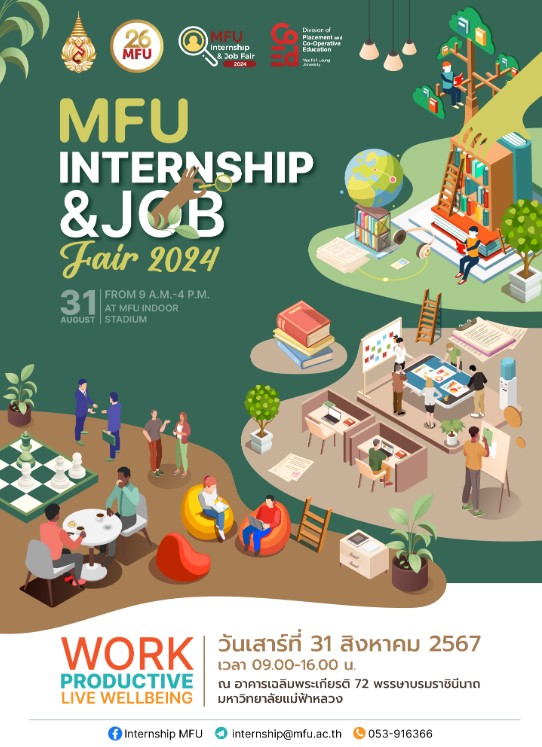 26
MFU
MFU
Internship
& Job Fair
2024
Division of
Placement and
Co-Operative
Education
Mae Fah Luang
University
MFU
INTERNSHIP
&JOB
Fair 2024
31
AUGUST
FROM 9 A.M.-4 P.M.
AT MFU INDOOR
STADIUM
WORK
PRODUCTIVE
LIVE WELLBEING
วันเสาร์ที่ 31 สิงหาคม 2567
เวลา 09.00-16.00 น.
ณ อาคารเฉลิมพระเกียรติ 72 พรรษาบรมราชินีนาถ
มหาวิทยาลัยแม่ฟ้าหลวง
Internship MFU internship@mfu.ac.th 053-916366